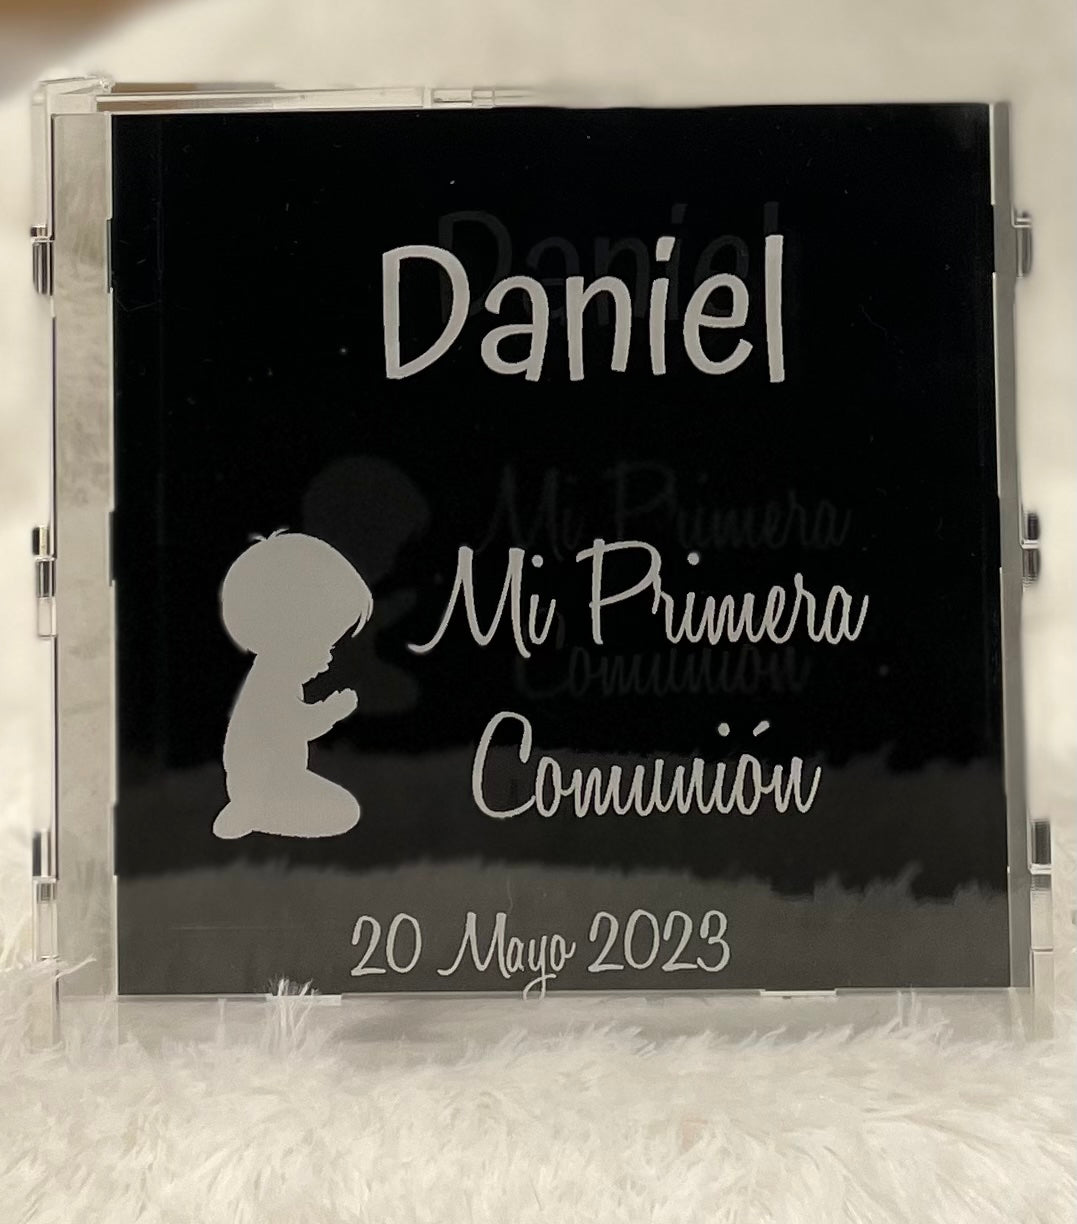 Daniel
Mi Primera
Comunión
20 Mayo 2023